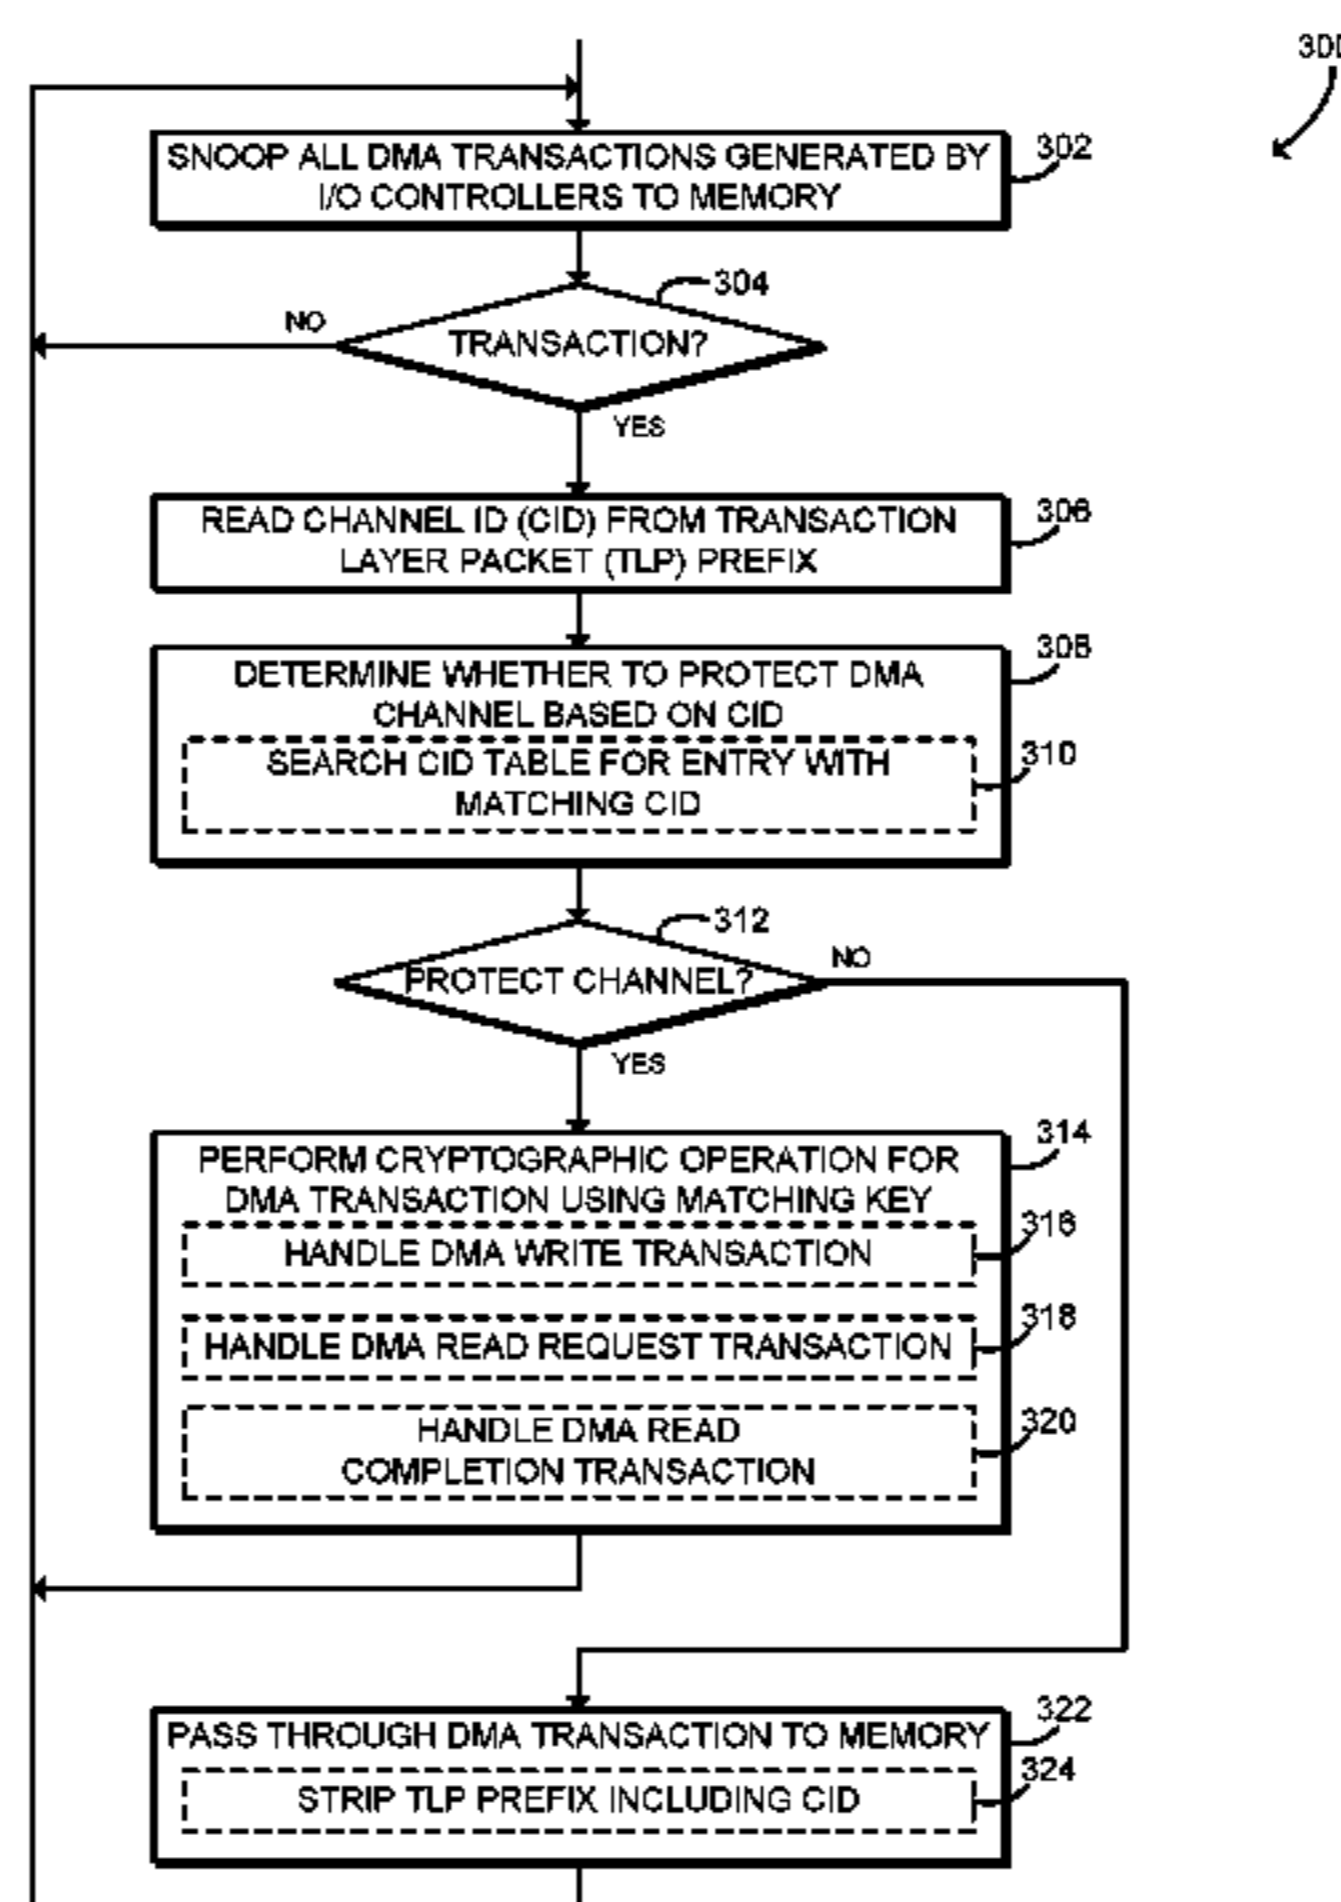 300
SNOOP ALL DMA TRANSACTIONS GENERATED BY
I/O CONTROLLERS TO MEMORY
302
304
NO
TRANSACTION?
YES
READ CHANNEL ID (CID) FROM TRANSACTION
LAYER PACKET (TLP) PREFIX
306
DETERMINE WHETHER TO PROTECT DMA
CHANNEL BASED ON CID
308
SEARCH CID TABLE FOR ENTRY WITH
MATCHING CID
310
312
PROTECT CHANNEL?
NO
YES
PERFORM CRYPTOGRAPHIC OPERATION FOR
DMA TRANSACTION USING MATCHING KEY
314
HANDLE DMA WRITE TRANSACTION
316
HANDLE DMA READ REQUEST TRANSACTION
318
HANDLE DMA READ
COMPLETION TRANSACTION
320
PASS THROUGH DMA TRANSACTION TO MEMORY
322
STRIP TLP PREFIX INCLUDING CID
324